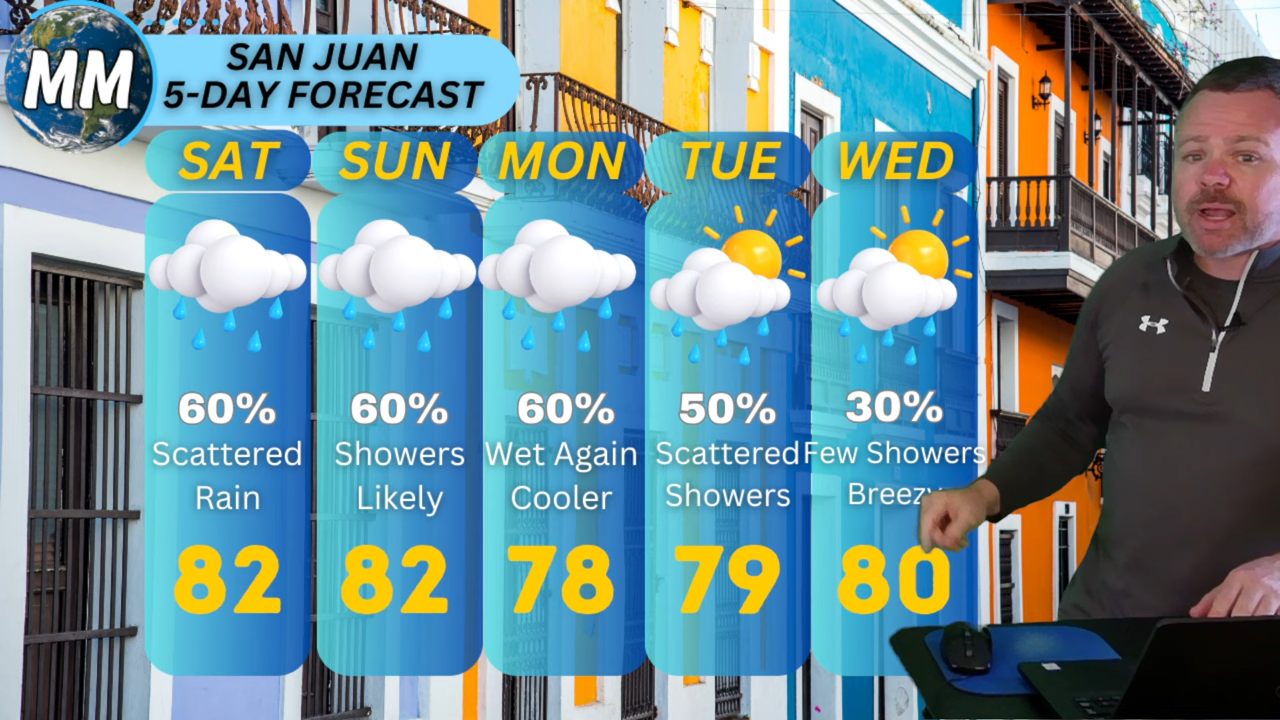 MM
SAN JUAN
5-DAY FORECAST
SAT
SUN
MON
TUE
WED
60%
Scattered
Rain
82
60%
Showers
Likely
82
60%
Wet Again
Cooler
78
50%
Scattered
Showers
79
30%
Few Showers
Breezy
80